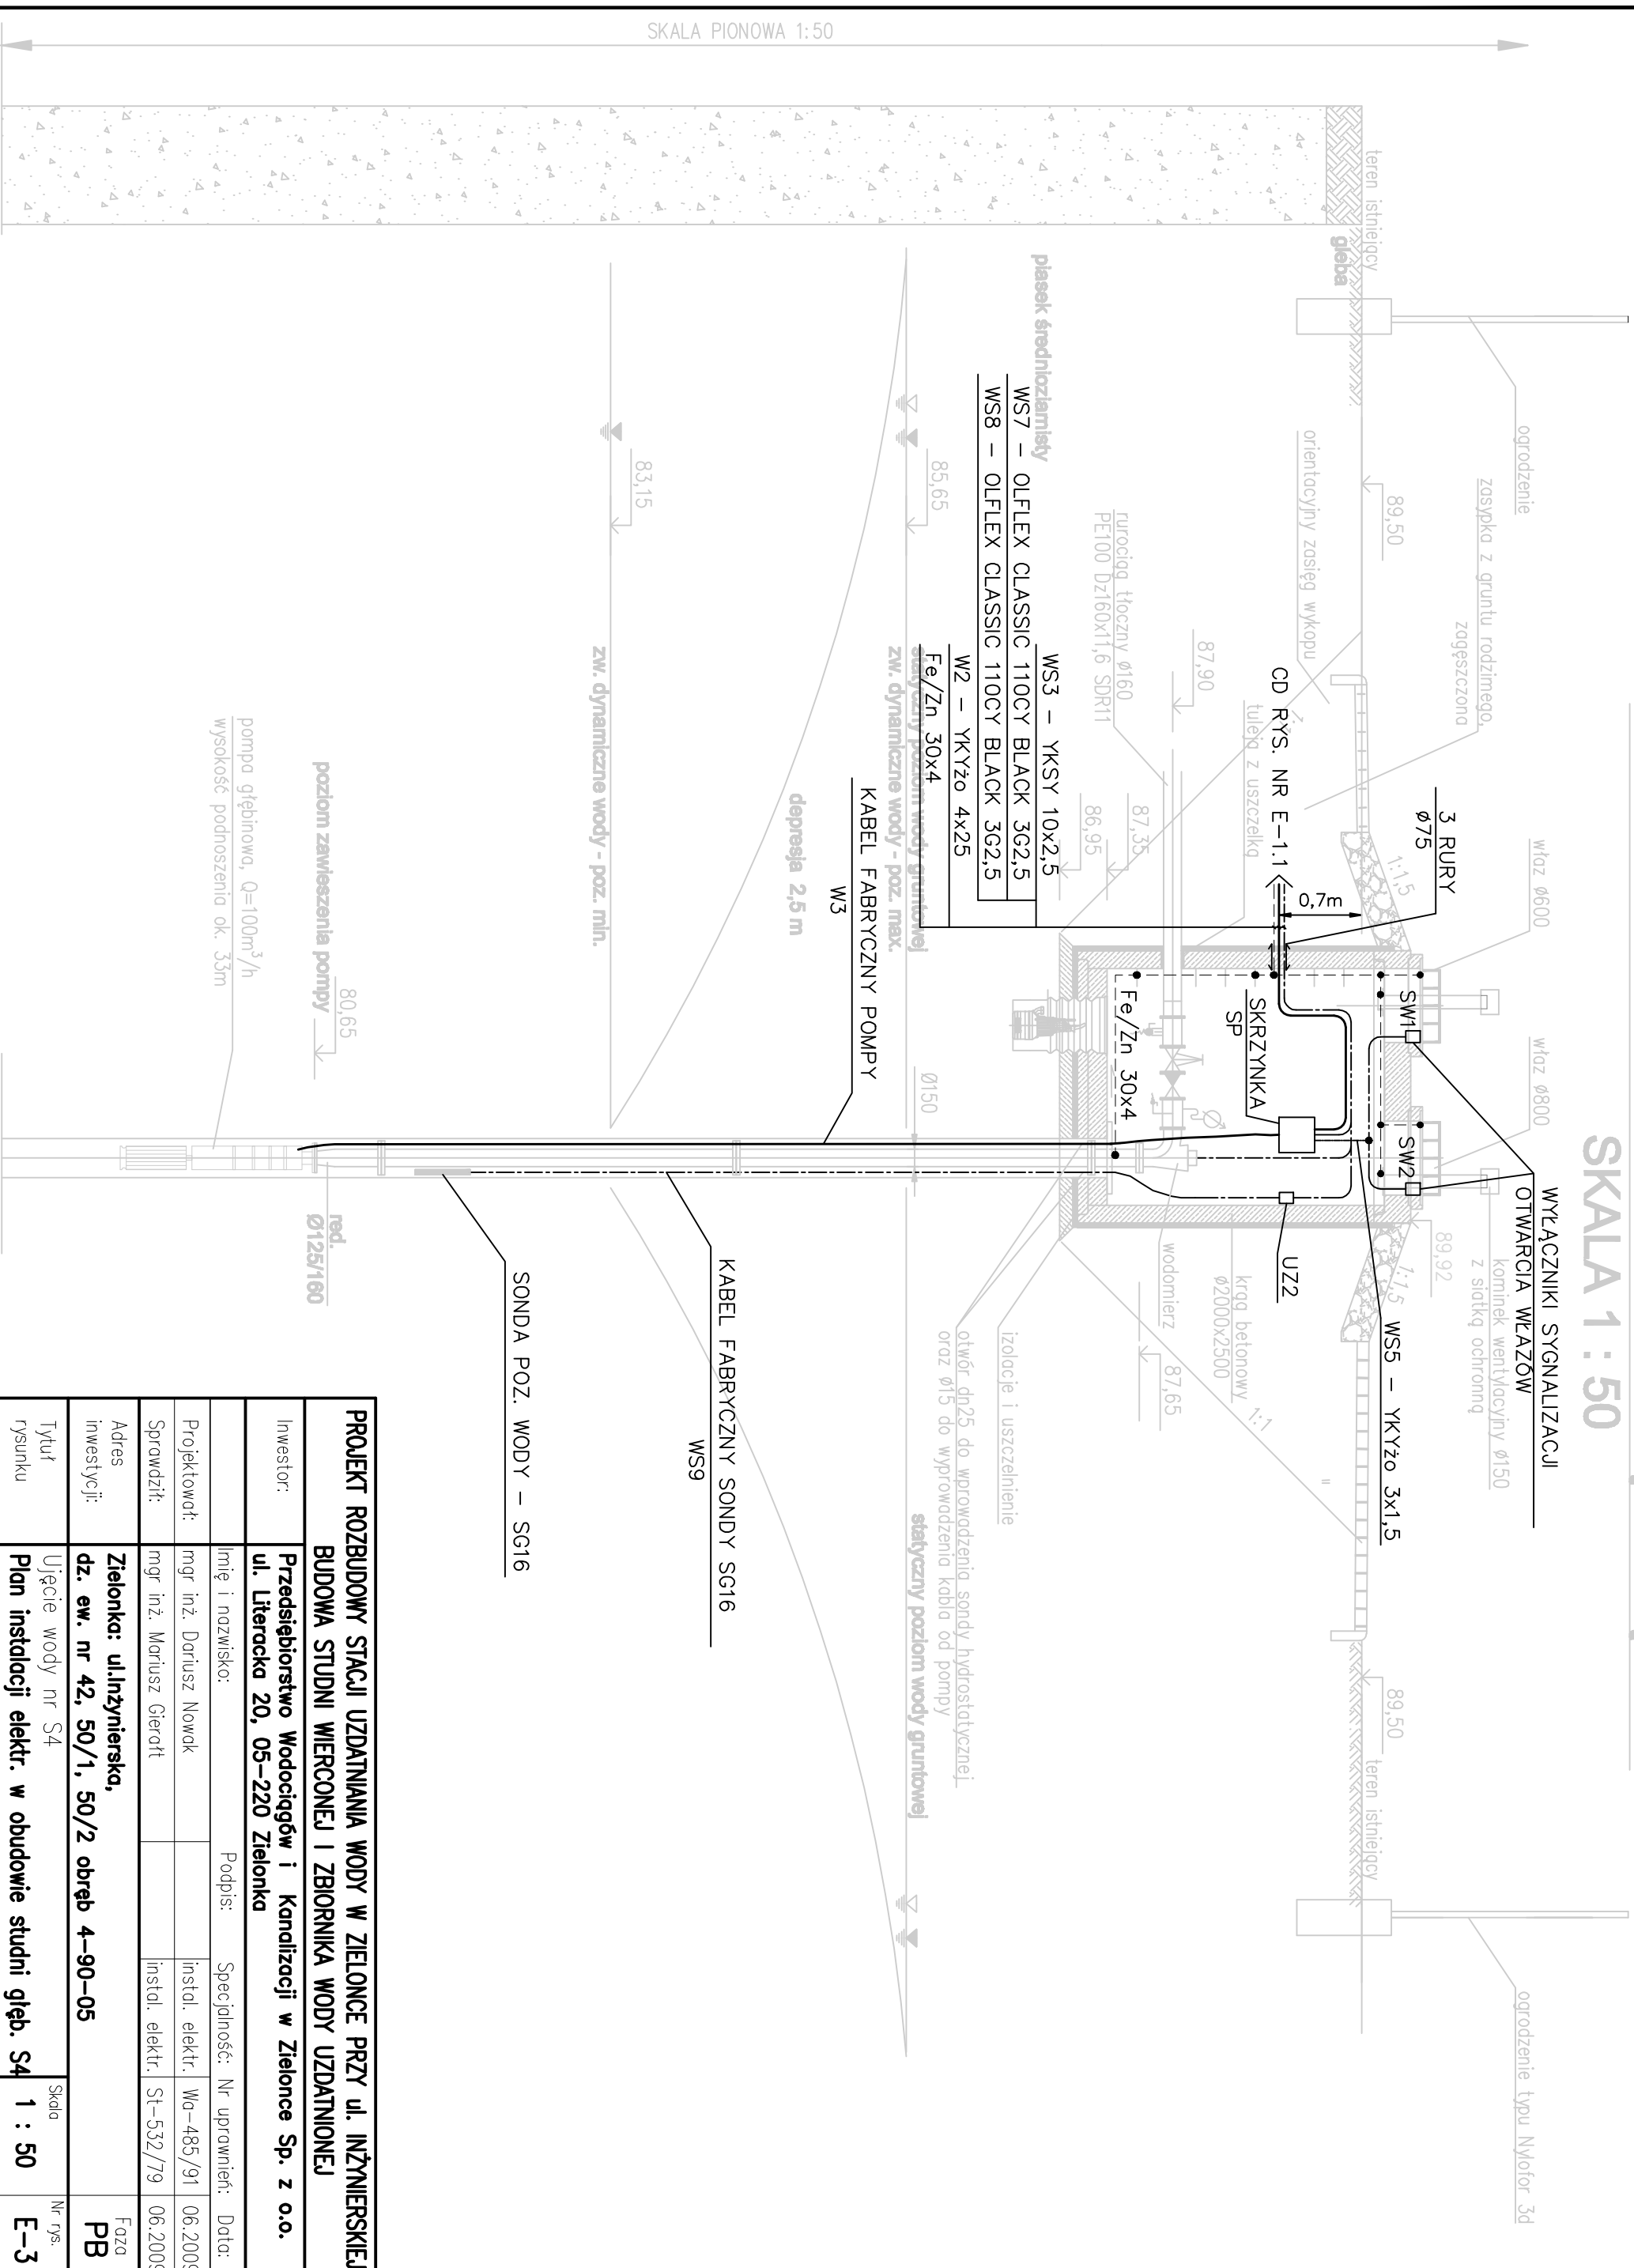 SKALA 1 : 50
SKALA PIONOWA 1:50
ogrodzenie
zasypka z gruntu rodzimego,
zagęszczona
właz ø600
właz ø800
WYŁĄCZNIKI SYGNALIZACJI
OTWARCIA WŁAZÓW
kominek wentylacyjny ø150
z siatką ochronną
ogrodzenie typu Nylofor 3d
teren istniejący
gleba
89,50
orientacyjny zasięg wykopu
3 RURY
ø75
1:1,5
SW1
SW2
89,92
1:1,5
WS5 – YKYżo 3x1,5
89,50
teren istniejący
1:1
CD RYS. NR E–1.1
0,7m
tuleja z uszczelką
SKRZYNKA
SP
UZ2
krąg betonowy
ø2000x2500
1:1
87,90
rurociąg tłoczny ø160
PE100 Dz160x11,6 SDR11
87,35
86,95
Fe/Zn 30x4
wodomierz
87,65
piasek średnioziarnisty
WS3 – YKSY 10x2,5
WS7 – OLFLEX CLASSIC 110CY BLACK 3G2,5
WS8 – OLFLEX CLASSIC 110CY BLACK 3G2,5
W2 – YKYżo 4x25
Fe/Zn 30x4
izolacje i uszczelnienie
otwór dn25 do wprowadzenia sondy hydrostatycznej
oraz ø15 do wyprowadzenia kabla od pompy
85,65
statyczny poziom wody gruntowej
zw. dynamiczne wody - poz. max.
Ø150
statyczny poziom wody gruntowej
KABEL FABRYCZNY POMPY
W3
depresja 2,5 m
KABEL FABRYCZNY SONDY SG16
WS9
83,15
zw. dynamiczne wody - poz. min.
SONDA POZ. WODY – SG16
80,65
poziom zawieszenia pompy
red.
Ø125/160
pompa głębinowa, Q=100m³/h
wysokość podnoszenia ok. 33m
PROJEKT ROZBUDOWY STACJI UZDATNIANIA WODY W ZIELONCE PRZY ul. INŻYNIERSKIEJ
BUDOWA STUDNI WIERCONEJ I ZBIORNIKA WODY UZDATNIONEJ
Inwestor:
Przedsiębiorstwo Wodociągów i Kanalizacji w Zielonce Sp. z o.o.
ul. Literacka 20, 05–220 Zielonka
Imię i nazwisko: Podpis: Specjalność: Nr uprawnień: Data:
Projektował: mgr inż. Dariusz Nowak instal. elektr. Wa–485/91 06.2009
Sprawdził: mgr inż. Mariusz Gierałt instal. elektr. St–532/79 06.2009
Adres
inwestycji:
Zielonka: ul.Inżynierska,
dz. ew. nr 42, 50/1, 50/2 obręb 4–90–05
Faza
PB
Tytuł
rysunku
Ujęcie wody nr S4
Plan instalacji elektr. w obudowie studni głęb. S4
Skala
1 : 50
Nr rys.
E–3